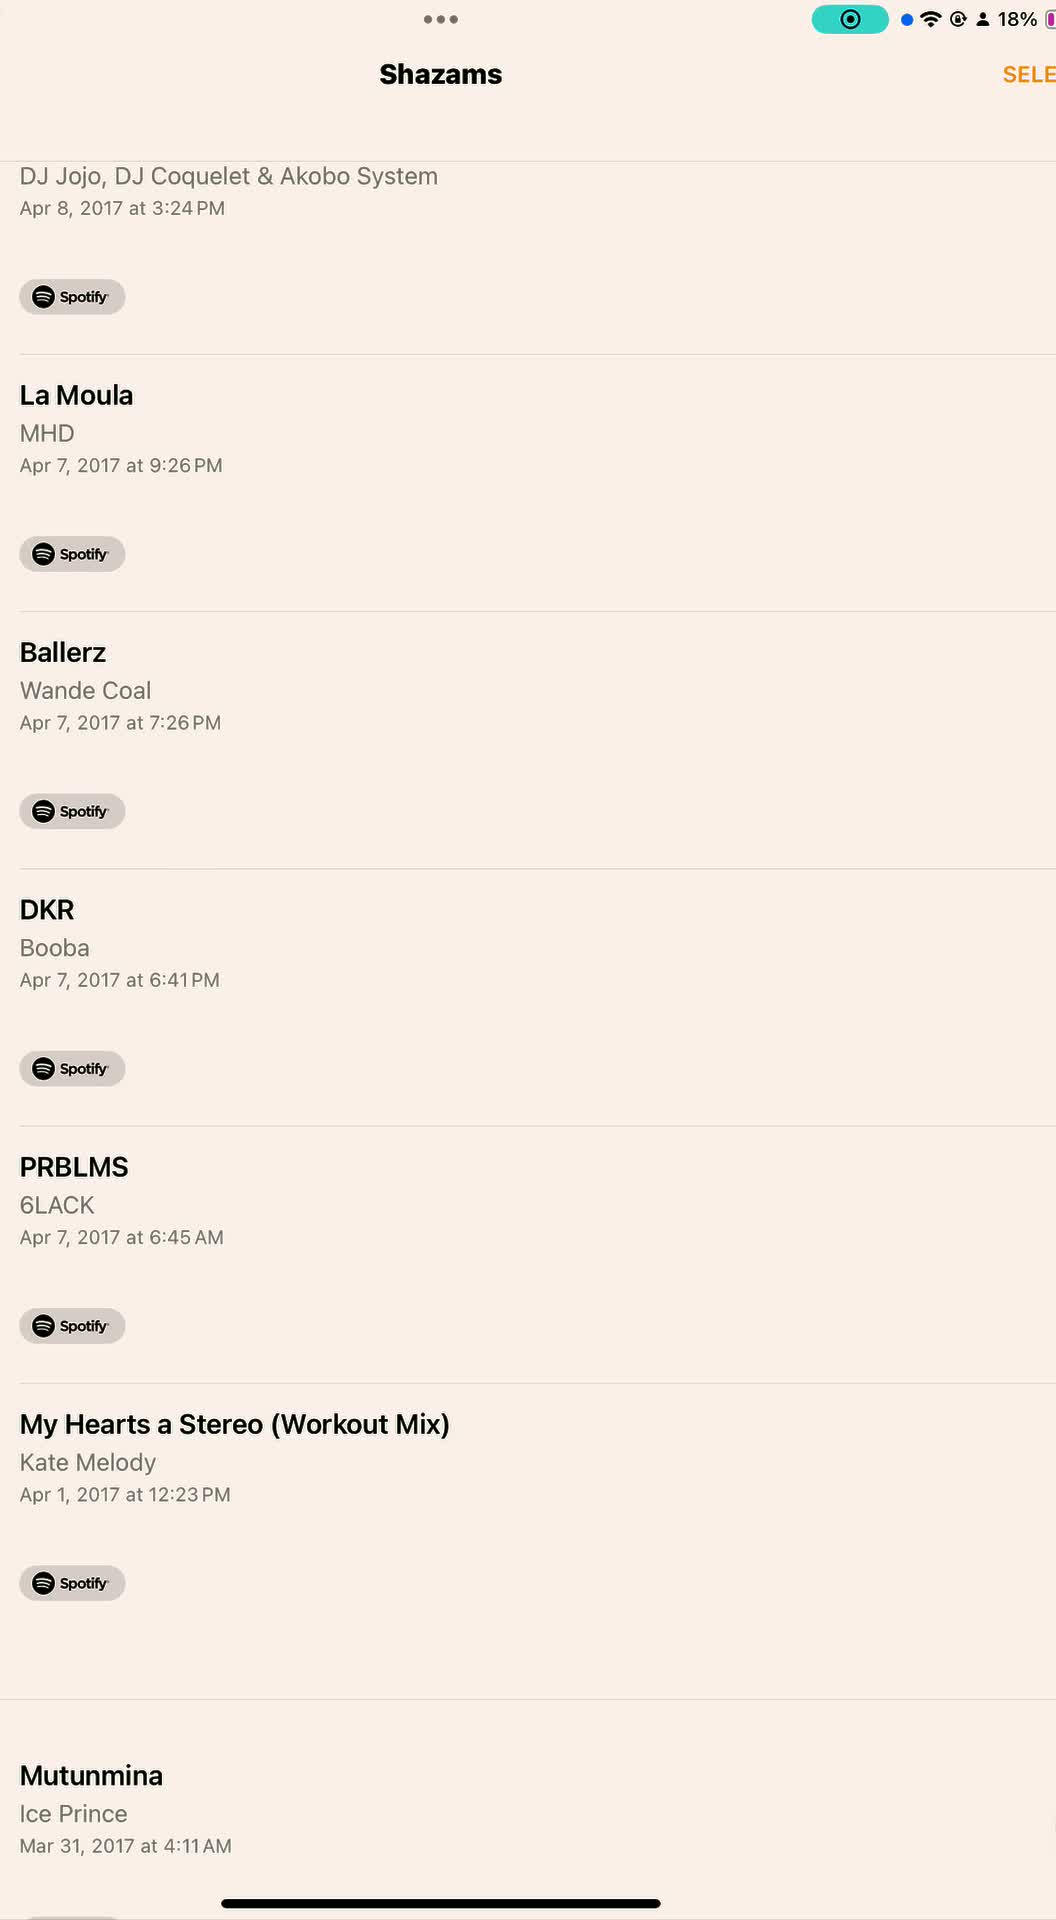 18%
Shazams
SELE
DJ Jojo, DJ Coquelet & Akobo System
Apr 8, 2017 at 3:24 PM
Spotify
La Moula
MHD
Apr 7, 2017 at 9:26 PM
Spotify
Ballerz
Wande Coal
Apr 7, 2017 at 7:26 PM
Spotify
DKR
Booba
Apr 7, 2017 at 6:41 PM
Spotify
PRBLMS
6LACK
Apr 7, 2017 at 6:45 AM
Spotify
My Hearts a Stereo (Workout Mix)
Kate Melody
Apr 1, 2017 at 12:23 PM
Spotify
Mutunmina
Ice Prince
Mar 31, 2017 at 4:11 AM